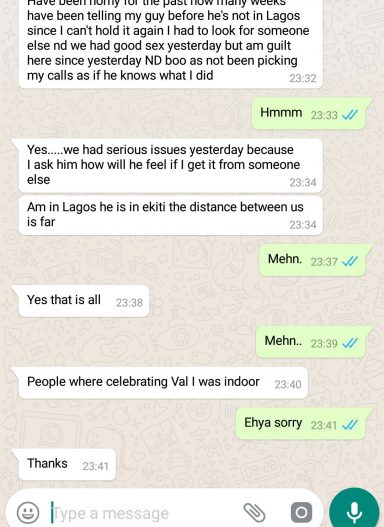 Have been horny for the past how many weeks
have been telling my guy before he's not in Lagos
since I can't hold it again I had to look for someone
else nd we had good sex yesterday but am guilt
here since yesterday ND boo as not been picking
my calls as if he knows what I did
23:32
Hmmm 23:33
Yes.....we had serious issues yesterday because
I ask him how will he feel if I get it from someone
else
23:34
Am in Lagos he is in ekiti the distance between us
is far
23:34
Mehn. 23:37
Yes that is all 23:38
Mehn.. 23:39
People where celebrating Val I was indoor 23:40
Ehya sorry 23:41
Thanks 23:41
Type a message